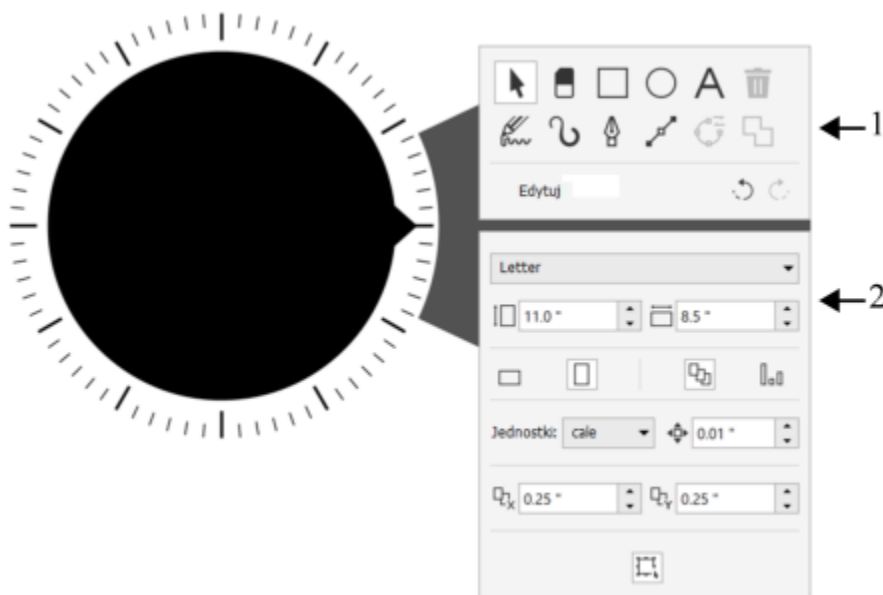 A
1
Edytuj
Letter
2
11.0 " 8.5 "
Jednostki: cale 0.01 "
X 0.25 " Y 0.25 "